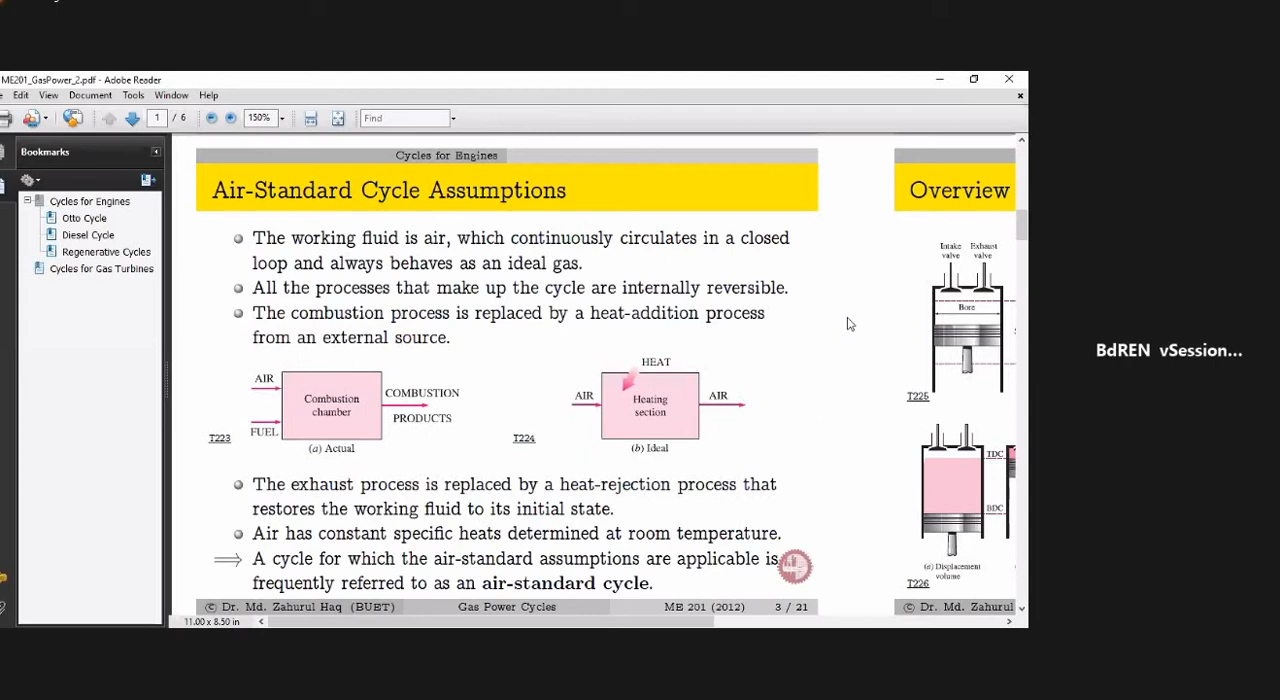 ME201_GasPower_2.pdf - Adobe Reader
Edit View Document Tools Window Help
1 / 6 150% Find
Bookmarks
Cycles for Engines
Otto Cycle
Diesel Cycle
Regenerative Cycles
Cycles for Gas Turbines
Cycles for Engines
Air-Standard Cycle Assumptions
The working fluid is air, which continuously circulates in a closed
loop and always behaves as an ideal gas.
All the processes that make up the cycle are internally reversible.
The combustion process is replaced by a heat-addition process
from an external source.
AIR
FUEL
Combustion
chamber
COMBUSTION
PRODUCTS
T223
(a) Actual
HEAT
AIR
Heating
section
AIR
T224
(b) Ideal
The exhaust process is replaced by a heat-rejection process that
restores the working fluid to its initial state.
Air has constant specific heats determined at room temperature.
⟹ A cycle for which the air-standard assumptions are applicable is
frequently referred to as an air-standard cycle.
© Dr. Md. Zahurul Haq (BUET) Gas Power Cycles ME 201 (2012) 3 / 21
11.00 x 8.50 in
Overview
Intake
valve
Exhaust
valve
Bore
T225
TDC
BDC
(a) Displacement
volume
T226
© Dr. Md. Zahurul
BdREN vSession...